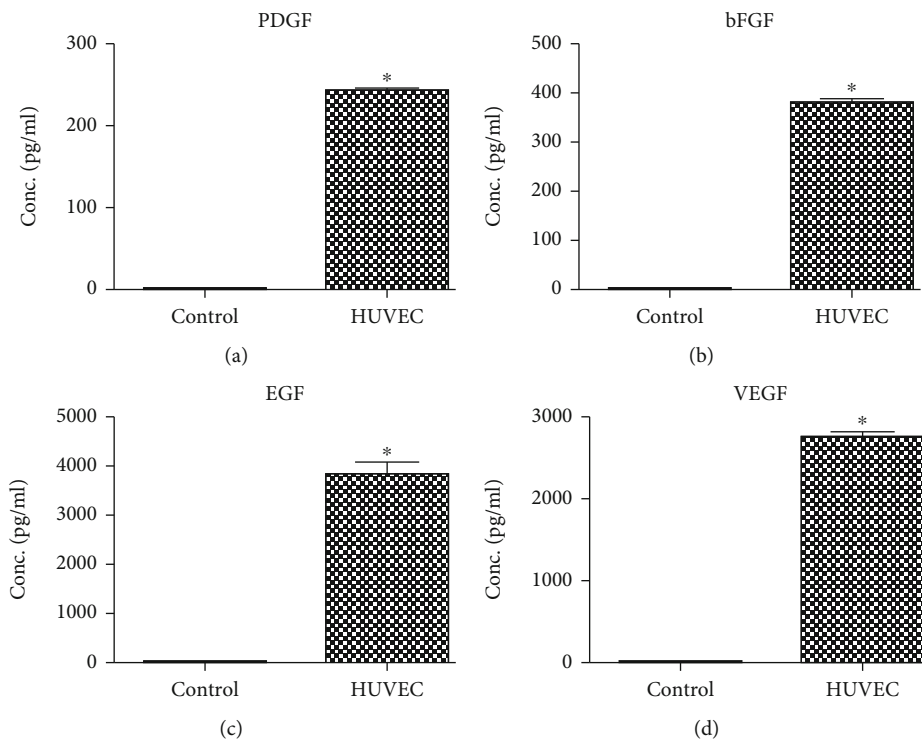 PDGF
300
200
100
0
Conc. (pg/ml)
*
Control HUVEC
(a)
bFGF
500
400
300
200
100
0
Conc. (pg/ml)
*
Control HUVEC
(b)
EGF
5000
4000
3000
2000
1000
0
Conc. (pg/ml)
*
Control HUVEC
(c)
VEGF
3000
2000
1000
0
Conc. (pg/ml)
*
Control HUVEC
(d)